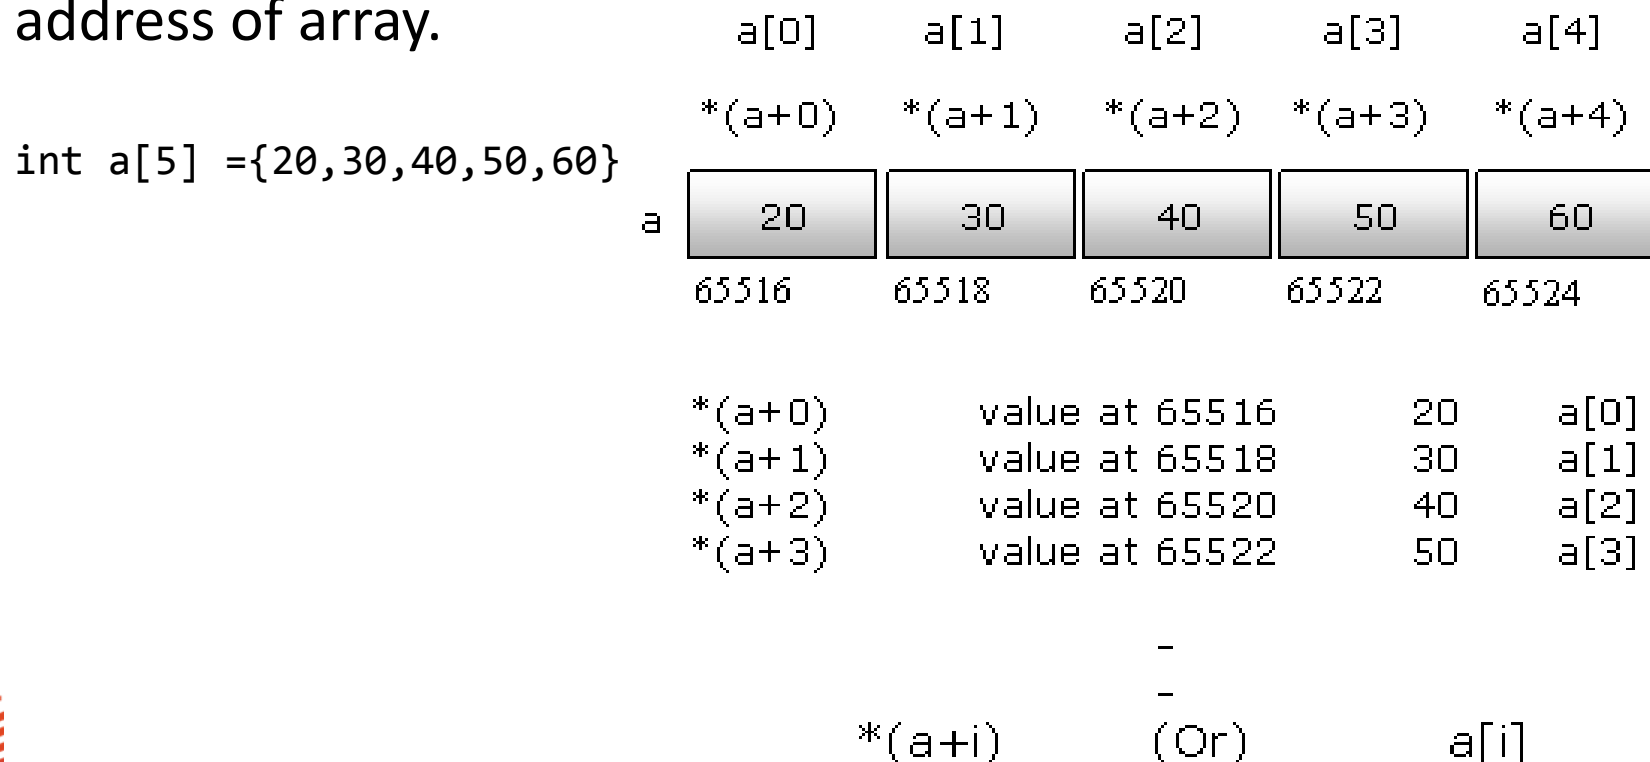 address of array.
int a[5] ={20,30,40,50,60}
a[0] a[1] a[2] a[3] a[4]
*(a+0) *(a+1) *(a+2) *(a+3) *(a+4)
a 20 30 40 50 60
65516 65518 65520 65522 65524
*(a+0) value at 65516 20 a[0]
*(a+1) value at 65518 30 a[1]
*(a+2) value at 65520 40 a[2]
*(a+3) value at 65522 50 a[3]
-
-
*(a+i) (Or) a[i]